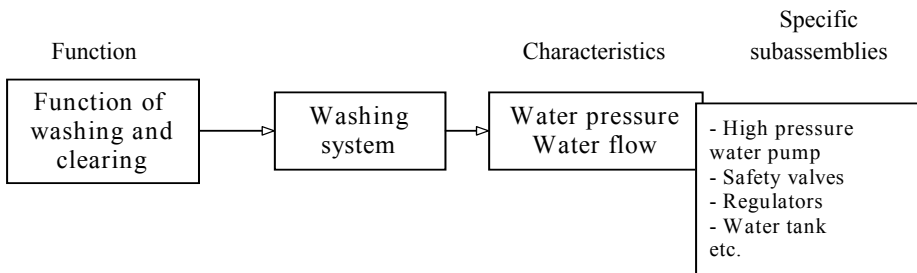 Function
Characteristics
Specific
subassemblies
Function of
washing and
clearing
Washing
system
Water pressure
Water flow
- High pressure
water pump
- Safety valves
- Regulators
- Water tank
etc.